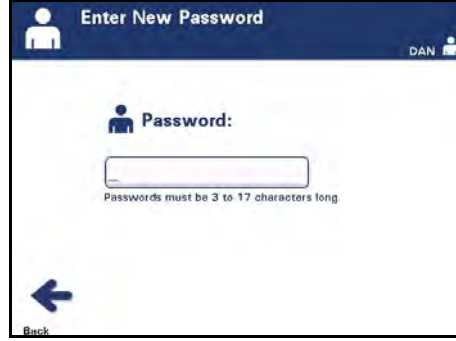 Enter New Password
DAN
Password:
_
Passwords must be 3 to 17 characters long.
Back